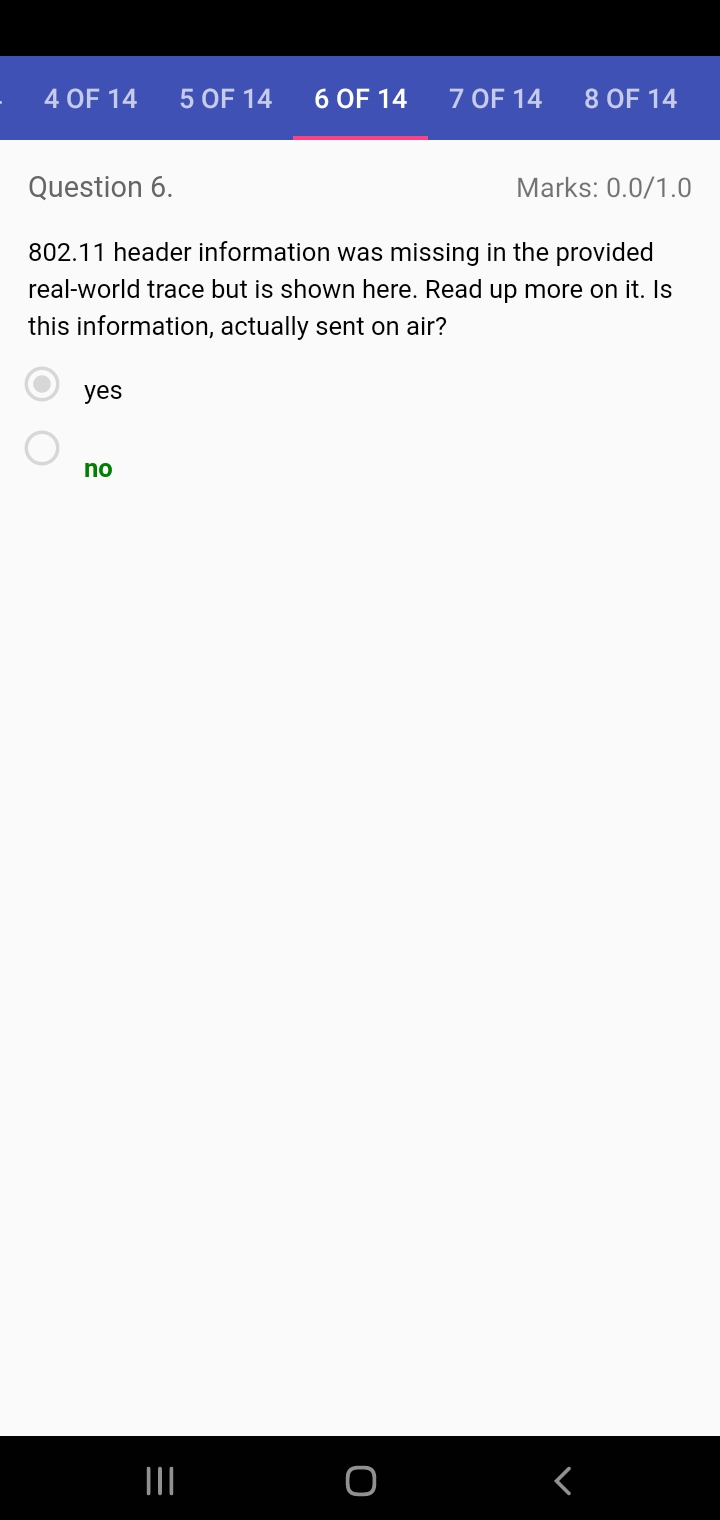 4 OF 14 5 OF 14 6 OF 14 7 OF 14 8 OF 14
Question 6. Marks: 0.0/1.0
802.11 header information was missing in the provided
real-world trace but is shown here. Read up more on it. Is
this information, actually sent on air?
yes
no